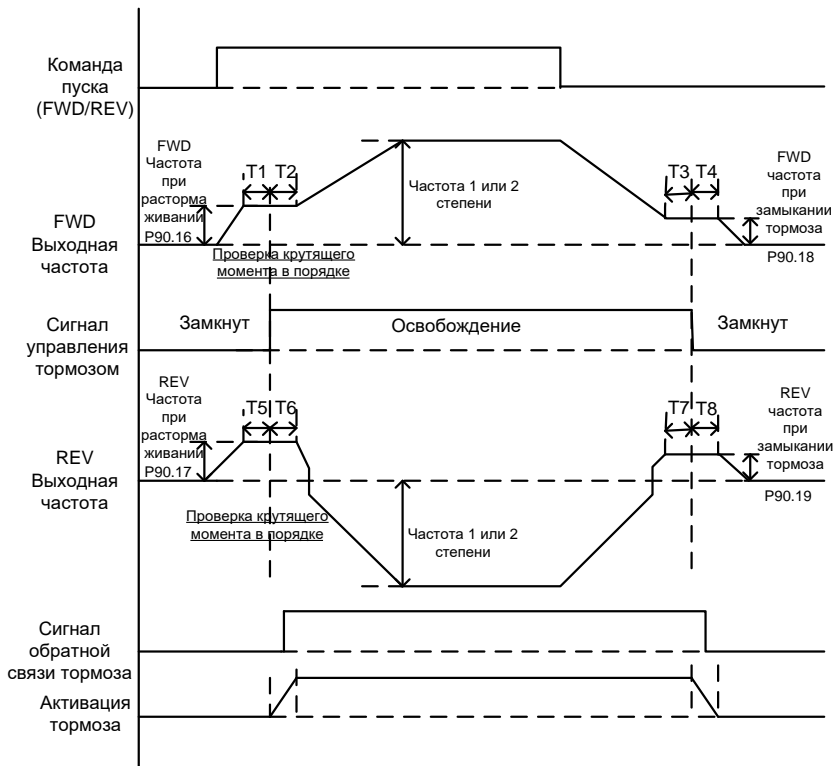 Команда
пуска
(FWD/REV)
FWD
Частота
при
расторма
живании
P90.16
T1
T2
T3
T4
FWD
частота
при
замыкании
тормоза
P90.18
Частота 1 или 2
степени
FWD
Выходная
частота
Проверка крутящего
момента в порядке
Сигнал
управления
тормозом
Замкнут
Освобождение
Замкнут
REV
Частота
при
расторма
живании
P90.17
T5
T6
T7
T8
REV
частота
при
замыкании
тормоза
P90.19
REV
Выходная
частота
Проверка крутящего
момента в порядке
Частота 1 или 2
степени
Сигнал
обратной
связи тормоза
Активация
тормоза